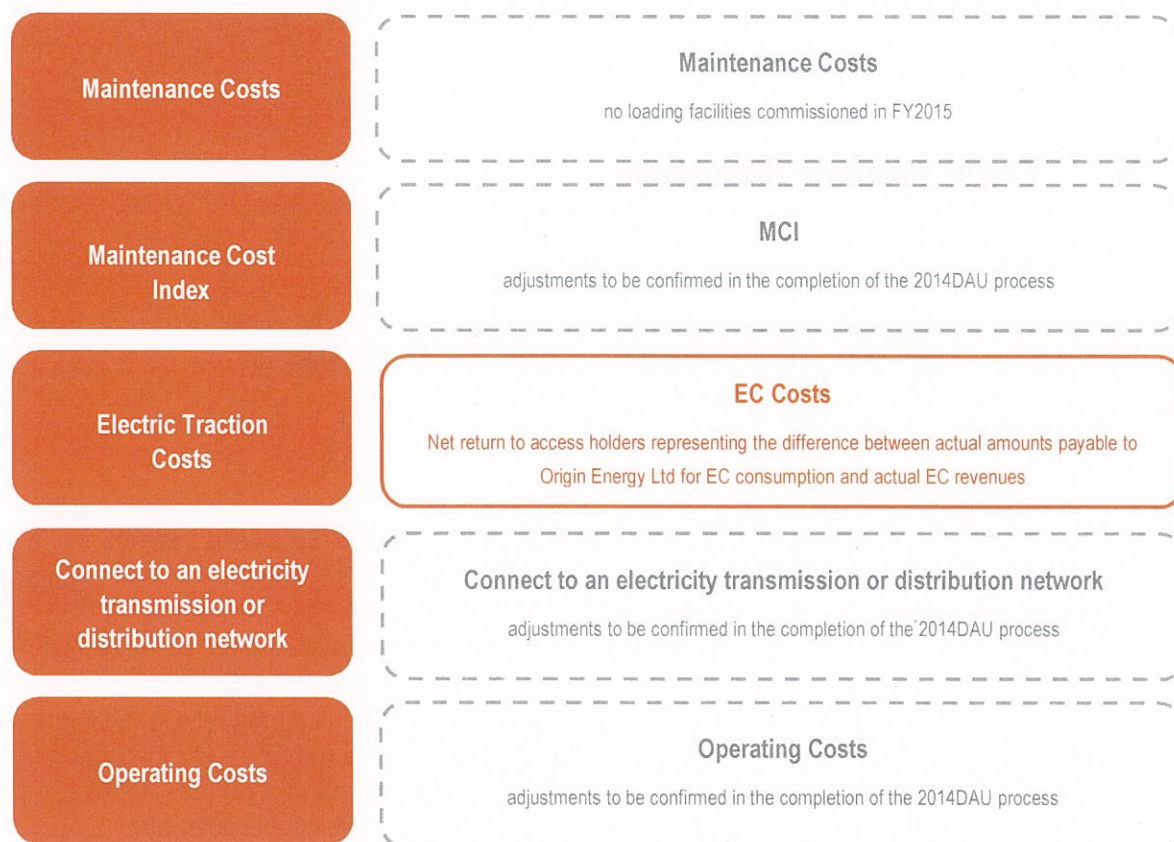 Maintenance Costs
Maintenance Costs
no loading facilities commissioned in FY2015
Maintenance Cost
Index
MCI
adjustments to be confirmed in the completion of the 2014DAU process
Electric Traction
Costs
EC Costs
Net return to access holders representing the difference between actual amounts payable to
Origin Energy Ltd for EC consumption and actual EC revenues
Connect to an electricity
transmission or
distribution network
Connect to an electricity transmission or distribution network
adjustments to be confirmed in the completion of the 2014DAU process
Operating Costs
Operating Costs
adjustments to be confirmed in the completion of the 2014DAU process